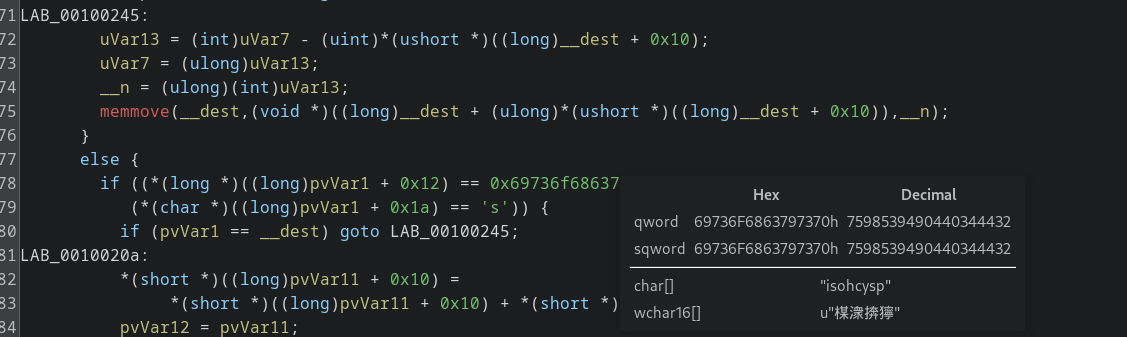 71 LAB_00100245:
72 uVar13 = (int)uVar7 - (uint)*(ushort *)((long)__dest + 0x10);
73 uVar7 = (ulong)uVar13;
74 __n = (ulong)(int)uVar13;
75 memmove(__dest,(void *)((long)__dest + (ulong)*(ushort *)((long)__dest + 0x10)),__n);
76 }
77 else {
78 if ((*(long *)((long)pvVar1 + 0x12) == 0x69736f68637
79 (*(char *)((long)pvVar1 + 0x1a) == 's')) {
80 if (pvVar1 == __dest) goto LAB_00100245;
81 LAB_0010020a:
82 *(short *)((long)pvVar11 + 0x10) =
83 *(short *)((long)pvVar11 + 0x10) + *(short *)
84 pvVar12 = pvVar11;
Hex Decimal
qword 69736F6863797370h 7598539490440344432
sqword 69736F6863797370h 7598539490440344432
char[] "isohcysp"
wchar16[] u"